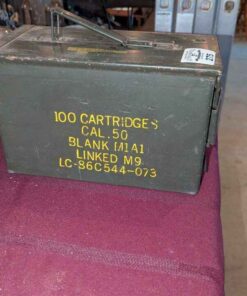 100 CARTRIDGES
CAL .50
BLANK M1A1
LINKED M9
LC-86C544-073